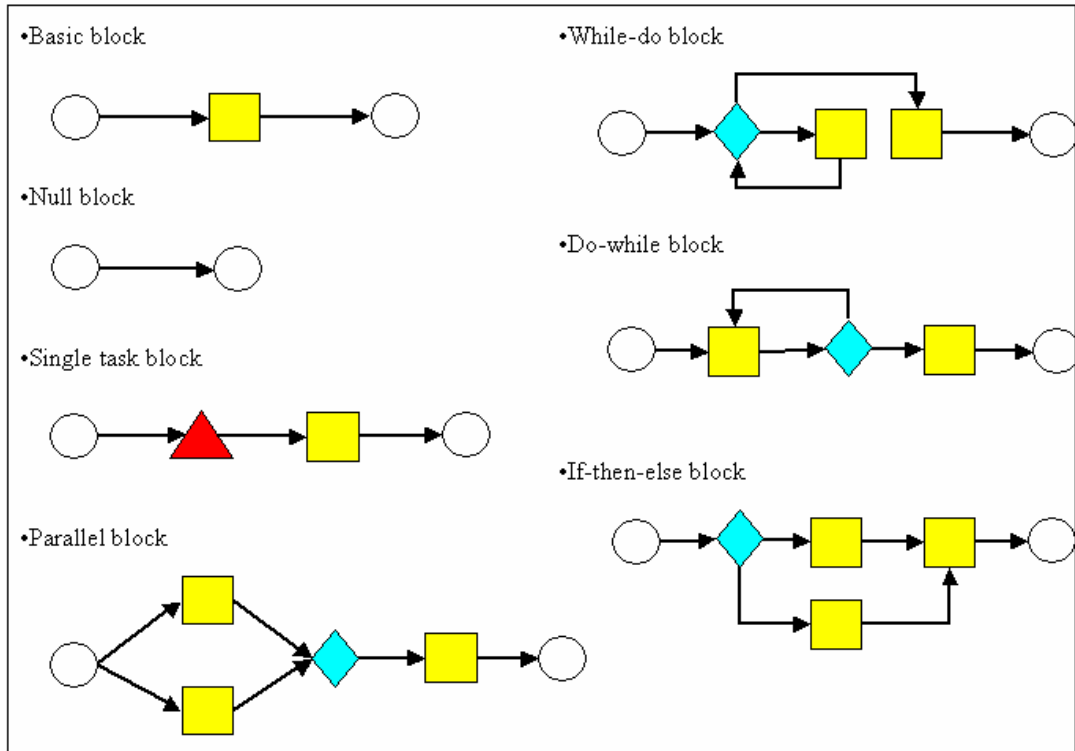 •Basic block
•Null block
•Single task block
•Parallel block
•While-do block
•Do-while block
•If-then-else block